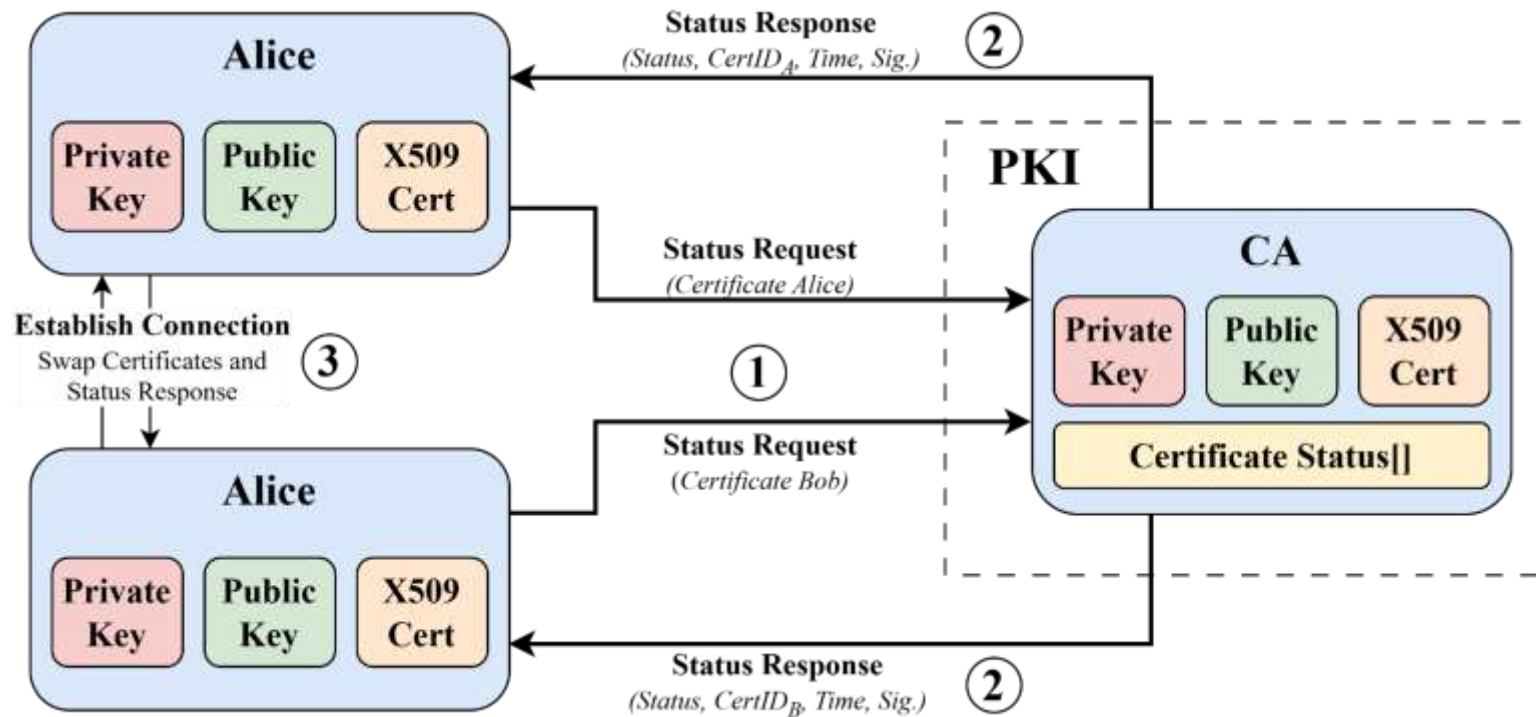 Alice
Private
Key
Public
Key
X509
Cert
Status Response
(Status, CertID_A, Time, Sig.)
2
PKI
Status Request
(Certificate Alice)
CA
Private
Key
Public
Key
X509
Cert
Certificate Status[]
Establish Connection
Swap Certificates and
Status Response
3
1
Status Request
(Certificate Bob)
Alice
Private
Key
Public
Key
X509
Cert
Status Response
(Status, CertID_B, Time, Sig.)
2